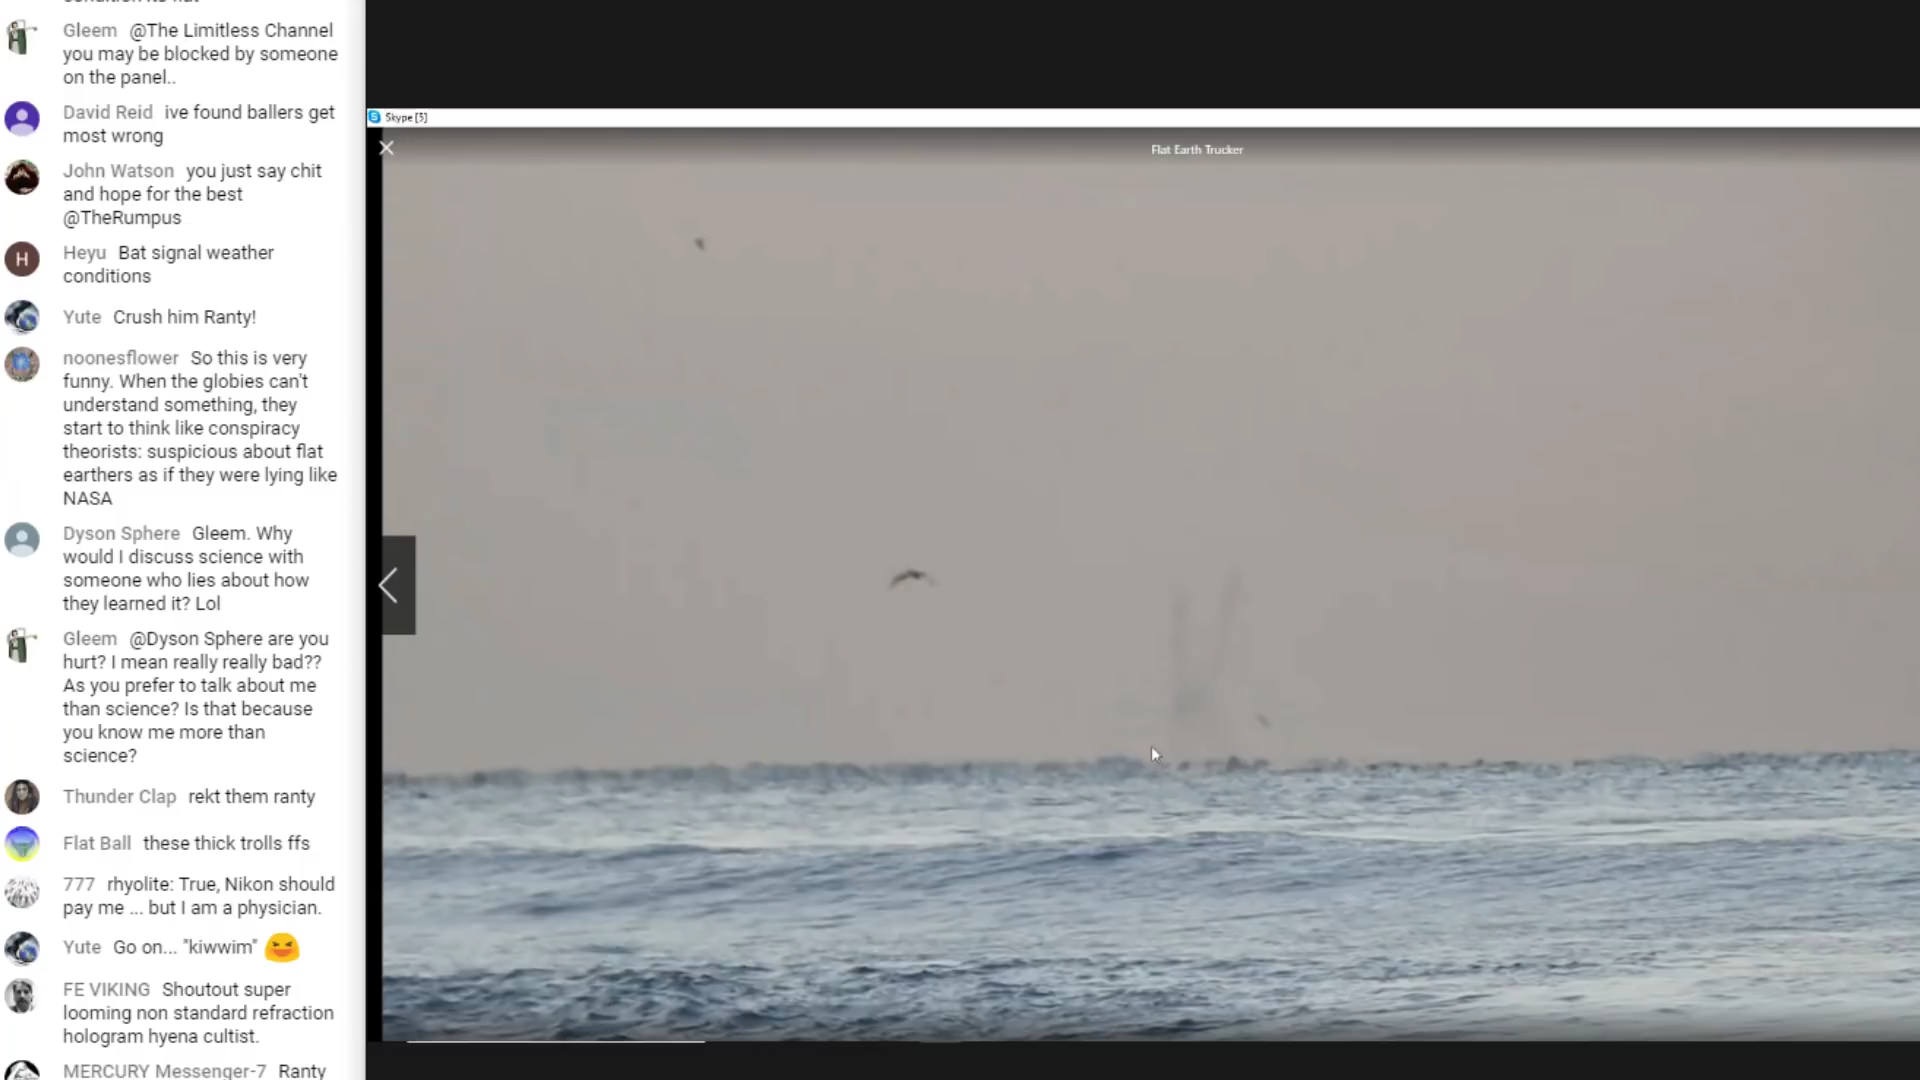 Gleem @The Limitless Channel
you may be blocked by someone
on the panel..
David Reid ive found ballers get
most wrong
John Watson you just say chit
and hope for the best
@TheRumpus
H
Heyu Bat signal weather
conditions
Yute Crush him Ranty!
noonesflower So this is very
funny. When the globies can't
understand something, they
start to think like conspiracy
theorists: suspicious about flat
earthers as if they were lying like
NASA
Dyson Sphere Gleem. Why
would I discuss science with
someone who lies about how
they learned it? Lol
Gleem @Dyson Sphere are you
hurt? I mean really really bad??
As you prefer to talk about me
than science? Is that because
you know me more than
science?
Thunder Clap rekt them ranty
Flat Ball these thick trolls ffs
777 rhyolite: True, Nikon should
pay me ... but I am a physician.
Yute Go on... "kiwwim"
FE VIKING Shoutout super
looming non standard refraction
hologram hyena cultist.
MERCURY Messenger-7 Ranty
S Skype [5]
Flat Earth Trucker